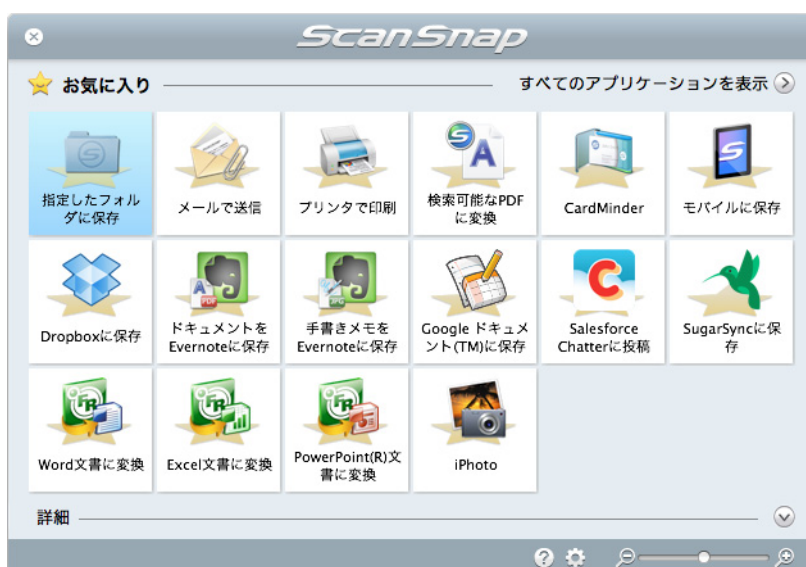 ScanSnap
お気に入り
すべてのアプリケーションを表示
指定したフォル
ダに保存
メールで送信
プリンタで印刷
検索可能なPDF
に変換
CardMinder
モバイルに保存
Dropboxに保存
ドキュメントを
Evernoteに保存
手書きメモを
Evernoteに保存
Google ドキュメ
ント(TM)に保存
Salesforce
Chatterに投稿
SugarSyncに保
存
Word文書に変換
Excel文書に変換
PowerPoint(R)文
書に変換
iPhoto
詳細